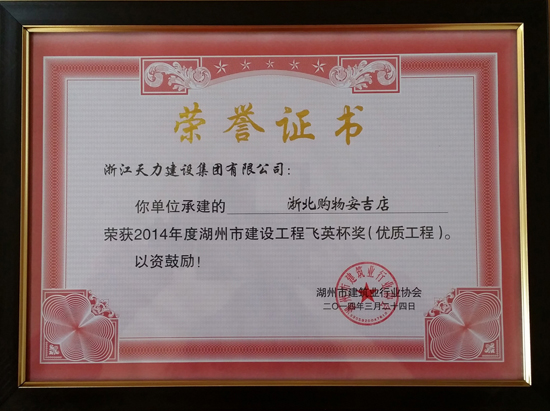 荣誉证书
浙江天力建设集团有限公司：
你单位承建的 浙北购物安吉店
荣获2014年度湖州市建设工程飞英杯奖（优质工程）。
以资鼓励！
湖州市建筑业行业协会
二〇一四年三月二十四日